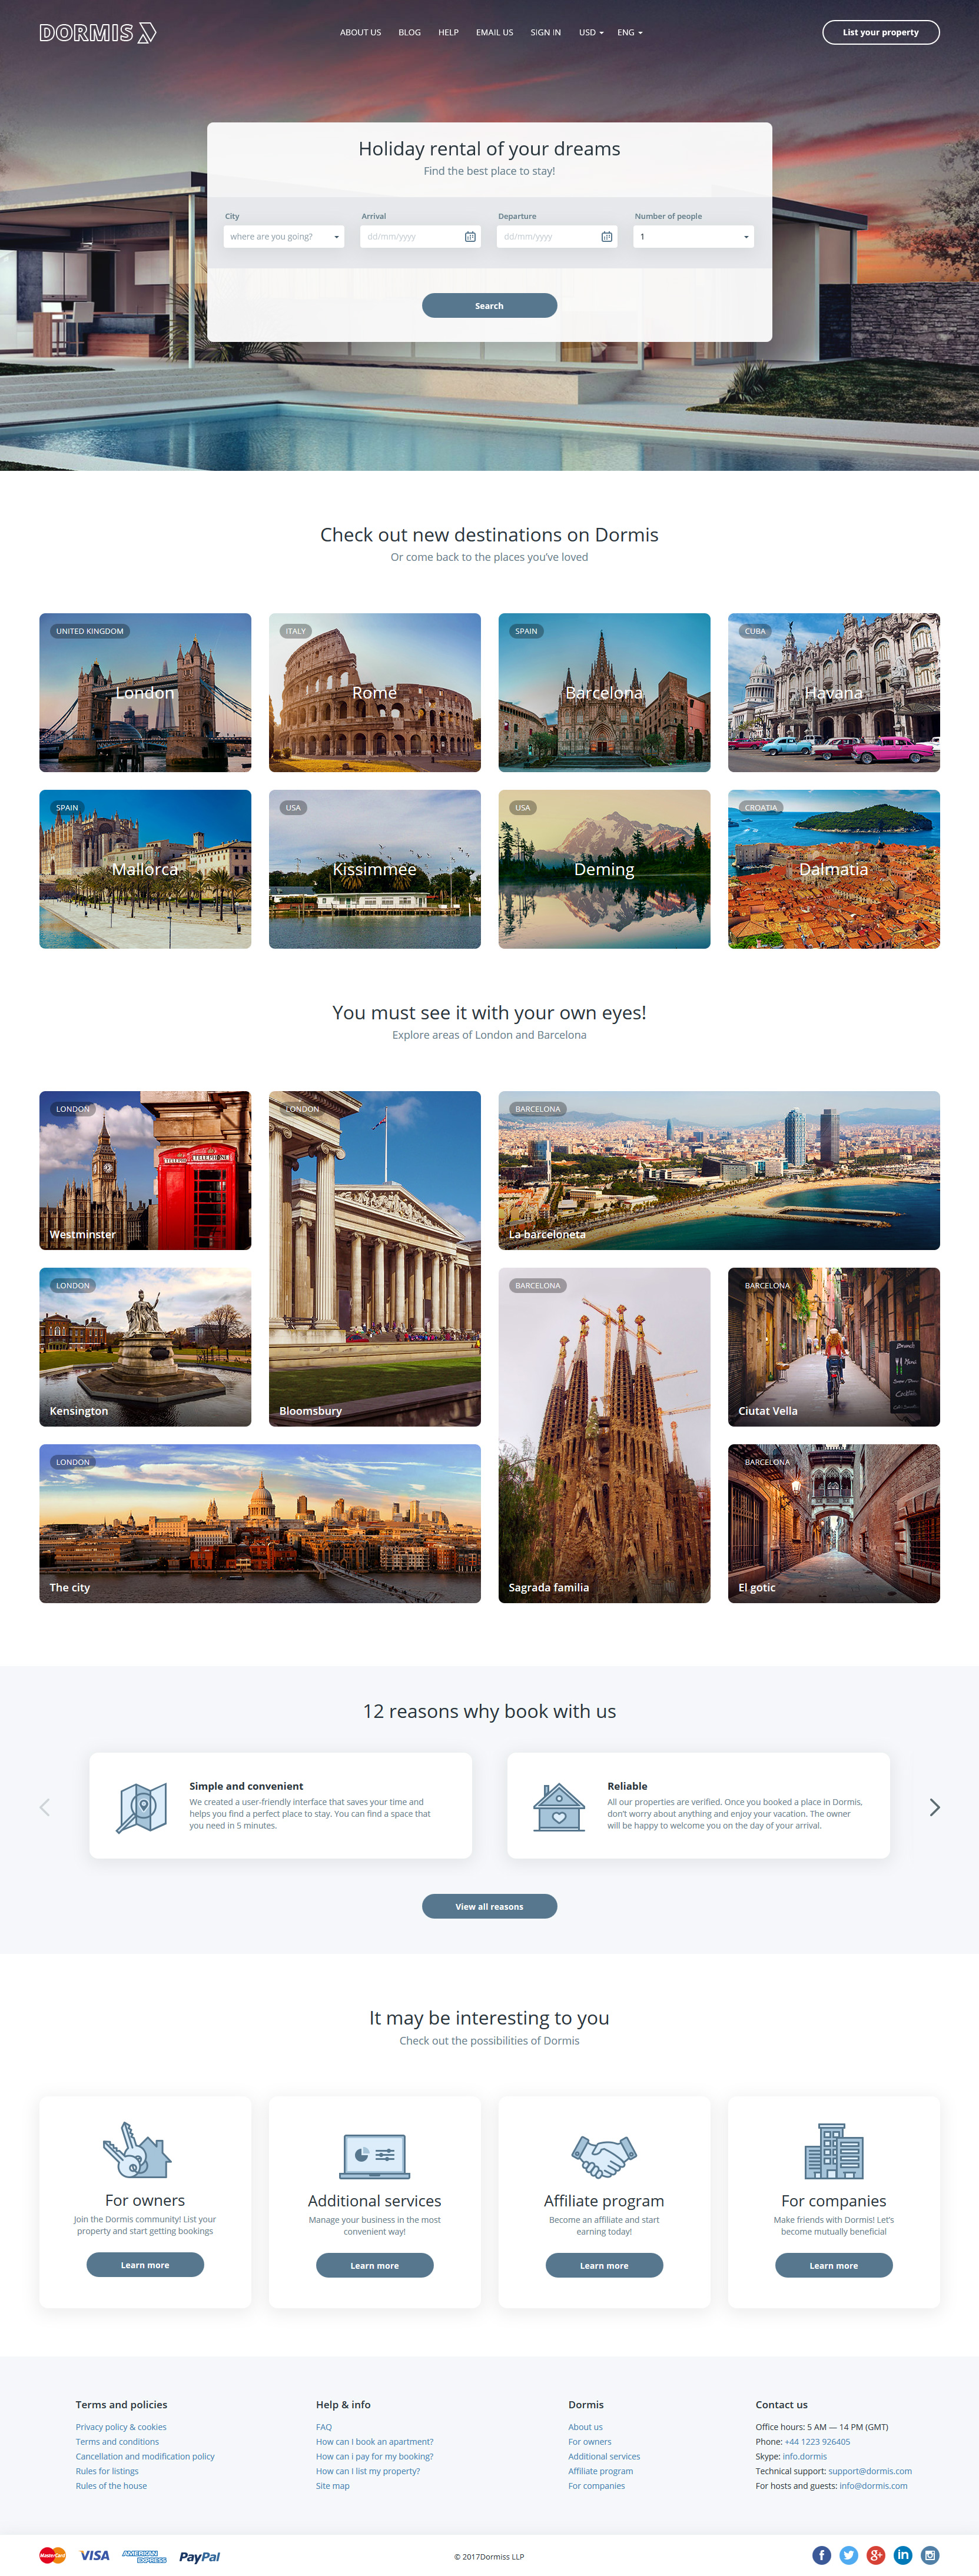 DORMIS
ABOUT US BLOG HELP EMAIL US SIGN IN USD ENG
List your property
Holiday rental of your dreams
Find the best place to stay!
City Arrival Departure Number of people
where are you going? dd/mm/yyyy dd/mm/yyyy 1
Search
Check out new destinations on Dormis
Or come back to the places you've loved
UNITED KINGDOM
London
ITALY
Rome
SPAIN
Barcelona
CUBA
Havana
SPAIN
Mallorca
USA
Kissimmee
USA
Deming
CROATIA
Dalmatia
You must see it with your own eyes!
Explore areas of London and Barcelona
LONDON
TELEPHONE
Westminster
LONDON
Bloomsbury
BARCELONA
La barceloneta
LONDON
Kensington
BARCELONA
Sagrada familia
BARCELONA
Brunch
Menú
Cocktail
Ciutat Vella
LONDON
The city
BARCELONA
El gotic
12 reasons why book with us
Simple and convenient
We created a user-friendly interface that saves your time and
helps you find a perfect place to stay. You can find a space that
you need in 5 minutes.
Reliable
All our properties are verified. Once you booked a place in Dormis,
don't worry about anything and enjoy your vacation. The owner
will be happy to welcome you on the day of your arrival.
View all reasons
It may be interesting to you
Check out the possibilities of Dormis
For owners
Join the Dormis community! List your
property and start getting bookings
Learn more
Additional services
Manage your business in the most
convenient way!
Learn more
Affiliate program
Become an affiliate and start
earning today!
Learn more
For companies
Make friends with Dormis! Let's
become mutually beneficial
Learn more
Terms and policies
Privacy policy & cookies
Terms and conditions
Cancellation and modification policy
Rules for listings
Rules of the house
Help & info
FAQ
How can I book an apartment?
How can I pay for my booking?
How can I list my property?
Site map
Dormis
About us
For owners
Additional services
Affiliate program
For companies
Contact us
Office hours: 5 AM — 14 PM (GMT)
Phone: +44 1223 926405
Skype: info.dormis
Technical support: support@dormis.com
For hosts and guests: info@dormis.com
MasterCard VISA AMERICAN EXPRESS PayPal
© 2017Dormiss LLP
f g+ in